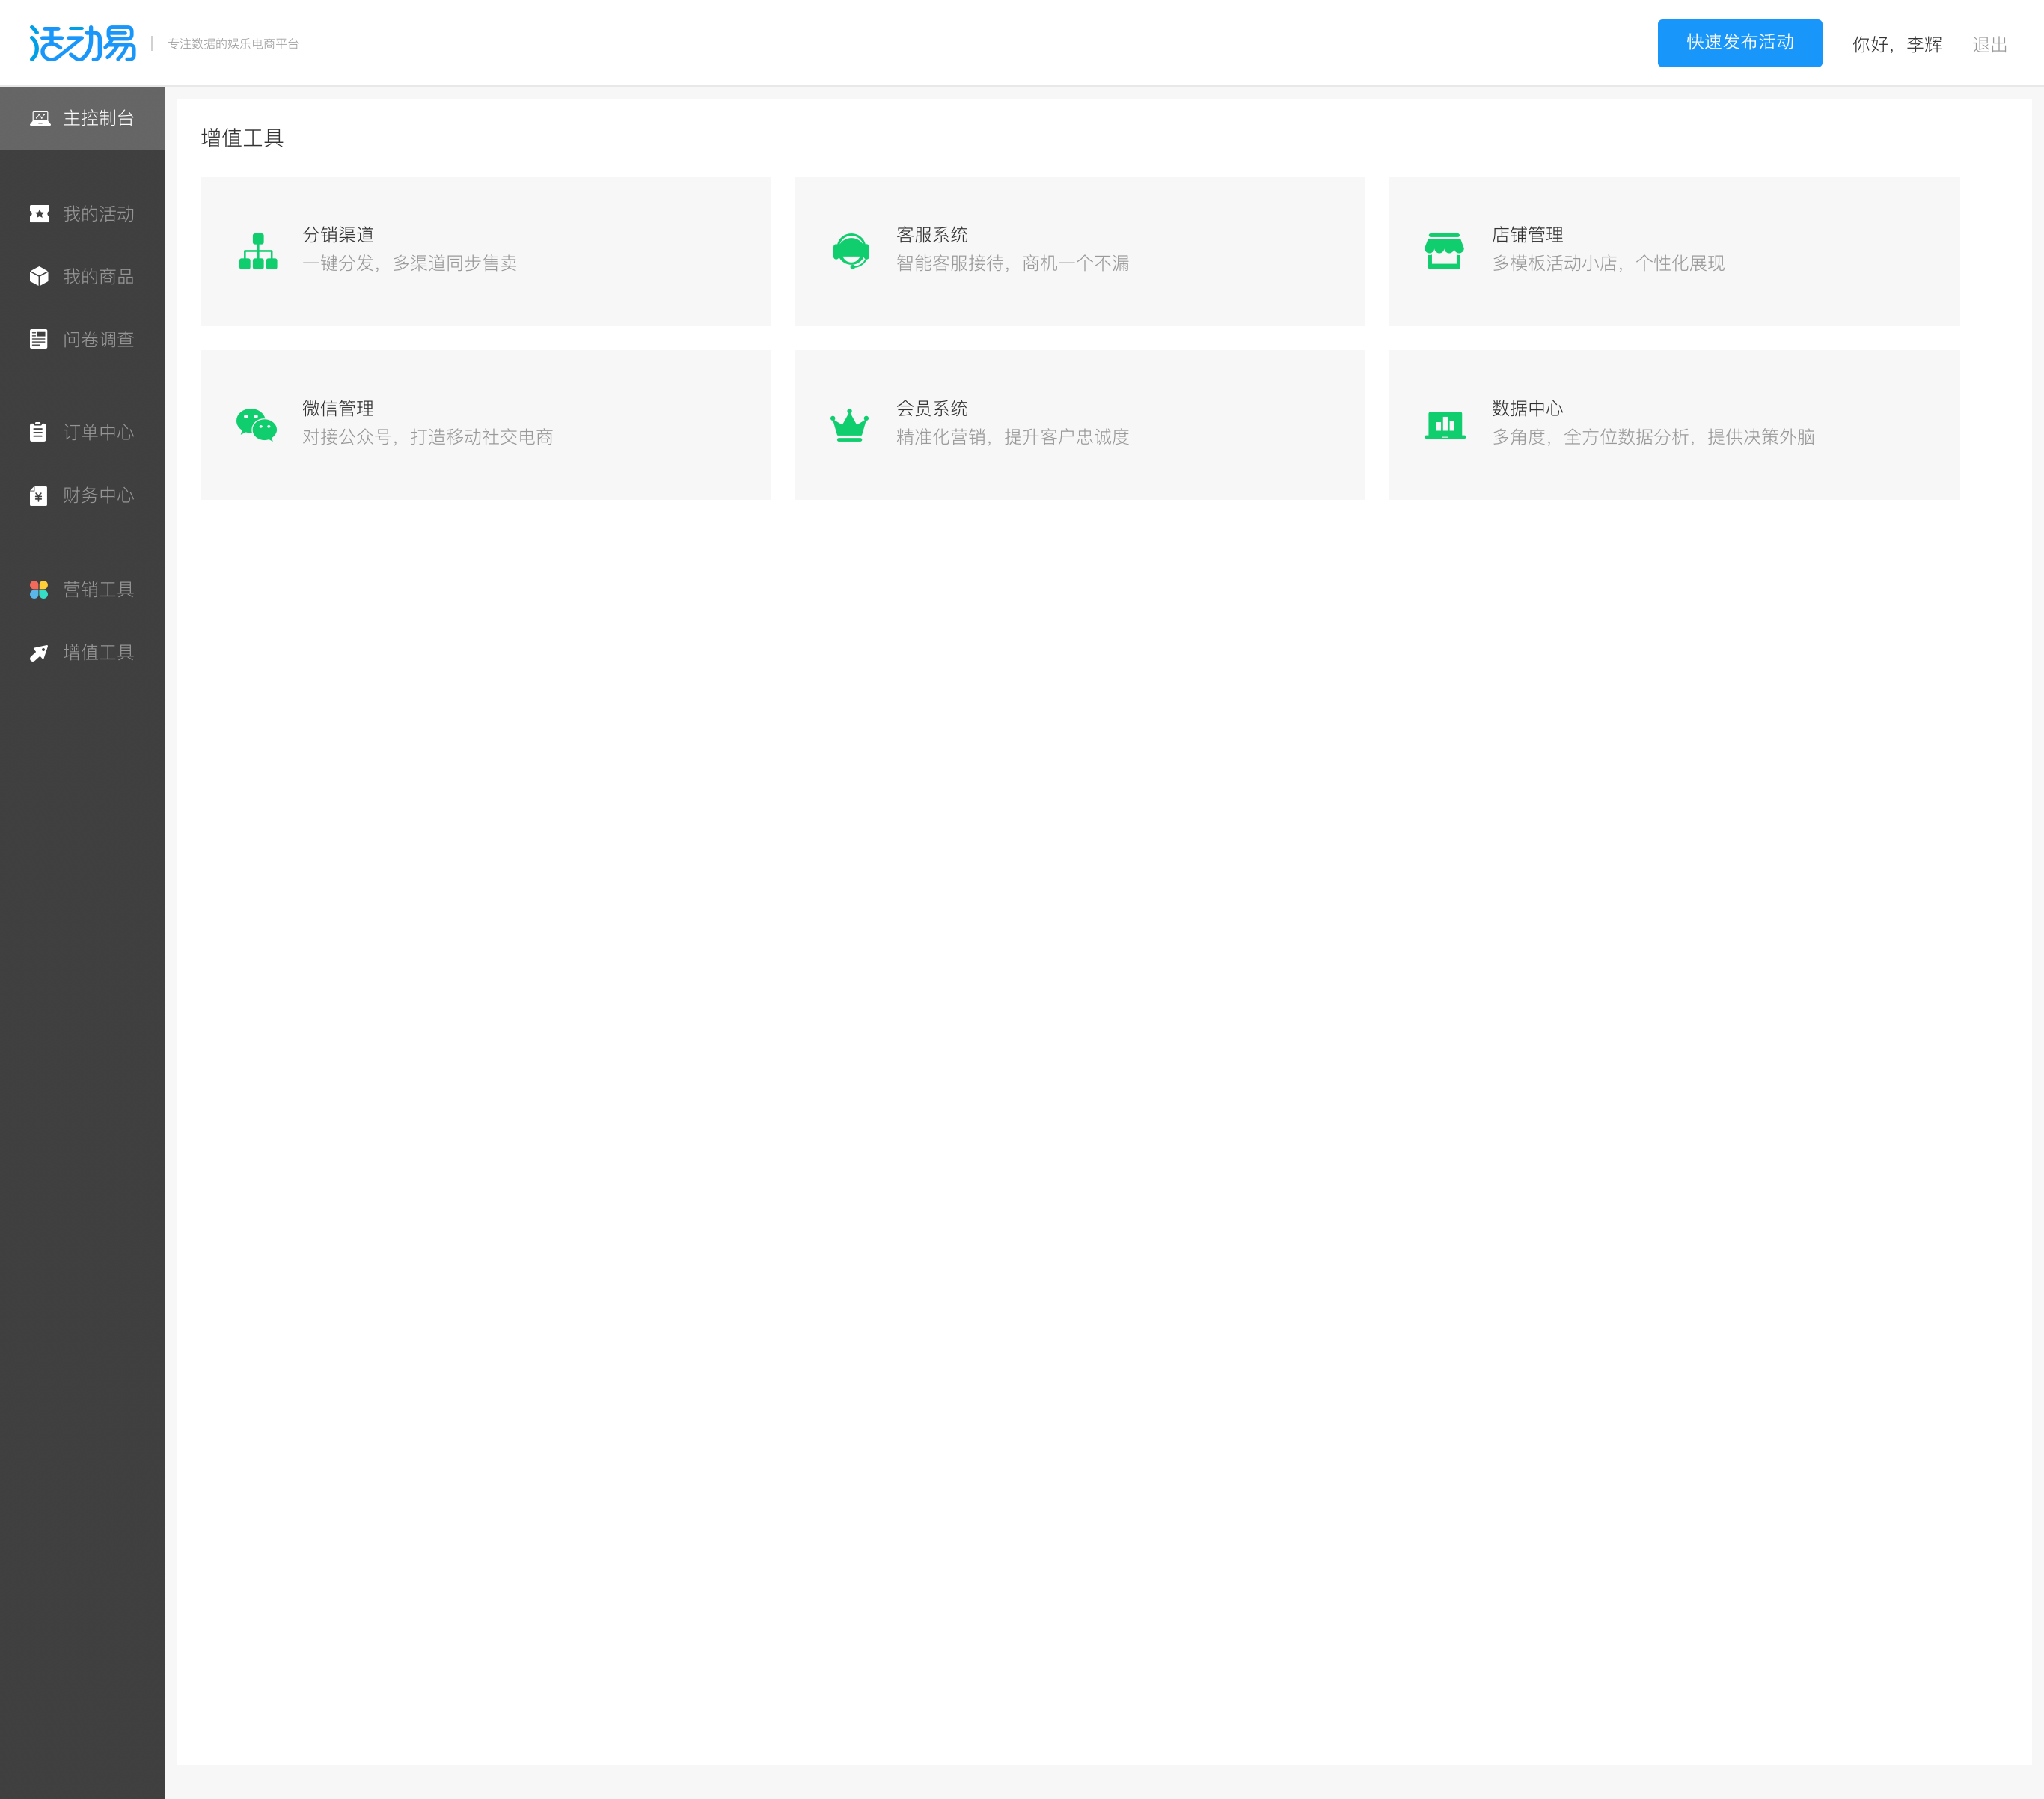 活动易
专注数据的娱乐电商平台
快速发布活动
你好，李辉
退出
主控制台
我的活动
我的商品
问卷调查
订单中心
财务中心
营销工具
增值工具
增值工具
分销渠道
一键分发，多渠道同步售卖
客服系统
智能客服接待，商机一个不漏
店铺管理
多模板活动小店，个性化展现
微信管理
对接公众号，打造移动社交电商
会员系统
精准化营销，提升客户忠诚度
数据中心
多角度，全方位数据分析，提供决策外脑